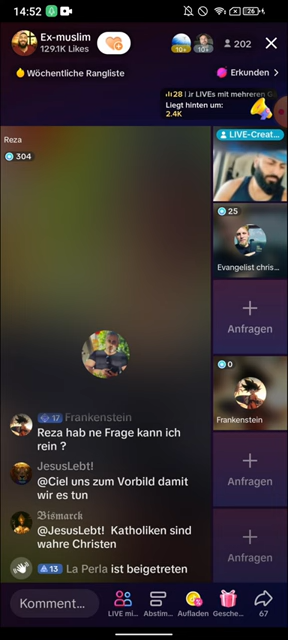 14:52
26
Ex-muslim
129.1K Likes
10+
10+
202
Wöchentliche Rangliste
Erkunden >
28 | ir LIVEs mit mehreren G
Liegt hinten um:
2.4K
Reza
304
LIVE-Creat...
25
Evangelist chris...
+
Anfragen
0
Frankenstein
+
Anfragen
+
Anfragen
17 Frankenstein
Reza hab ne Frage kann ich
rein ?
JesusLebt!
@Ciel uns zum Vorbild damit
wir es tun
𝕭𝖎𝖘𝖒𝖆𝖗𝖈𝖐
@JesusLebt! Katholiken sind
wahre Christen
13 La Perla ist beigetreten
Komment...
LIVE mi...
Abstim...
Aufladen
Gesche...
67